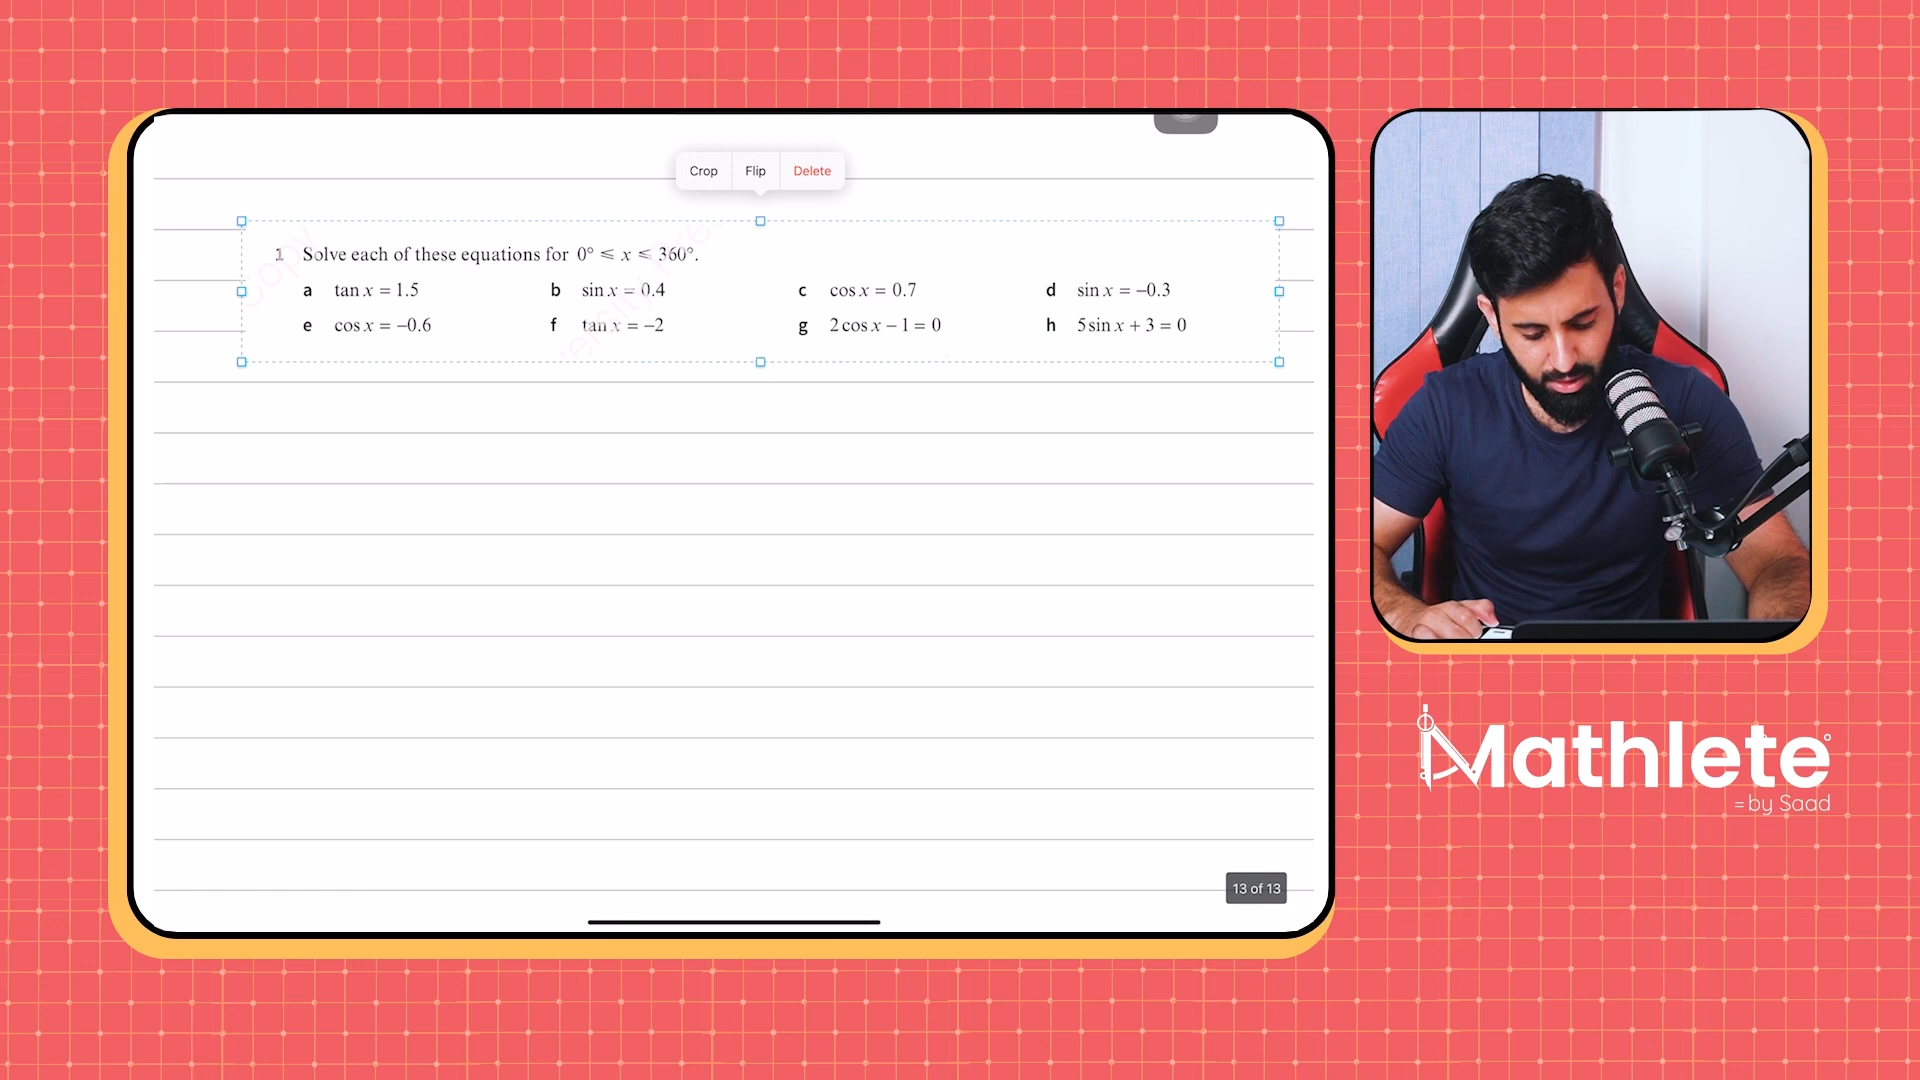 Crop Flip Delete
1 Solve each of these equations for 0° ⩽ x ⩽ 360°.
a tan x = 1.5 b sin x = 0.4 c cos x = 0.7 d sin x = −0.3
e cos x = −0.6 f tan x = −2 g 2 cos x − 1 = 0 h 5 sin x + 3 = 0
Copy
13 of 13
Mathlete
= by Saad